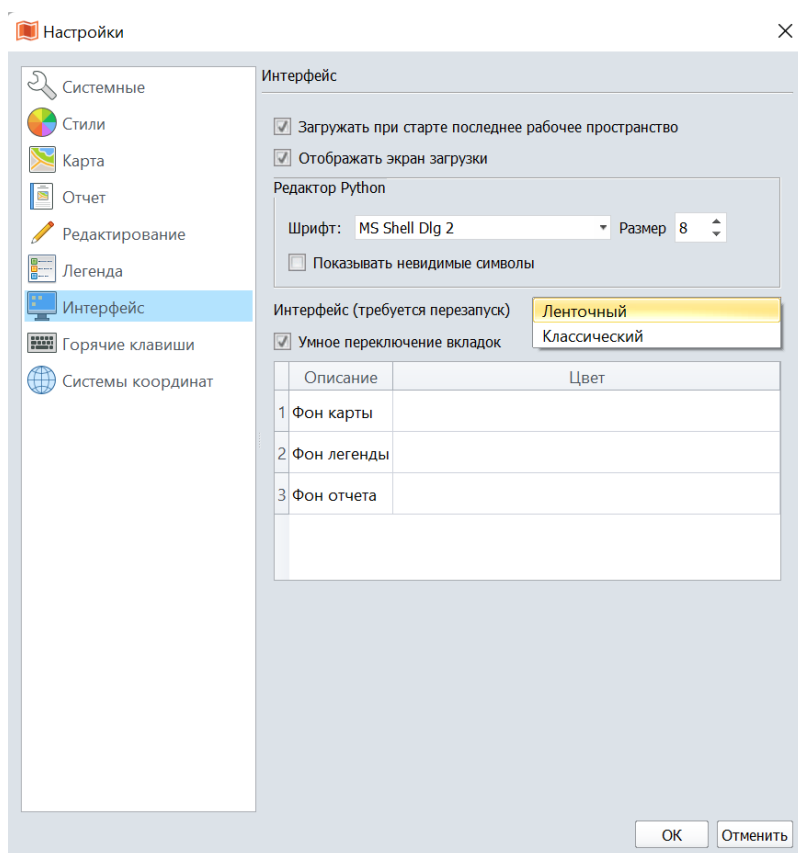 Настройки
Системные
Стили
Карта
Отчет
Редактирование
Легенда
Интерфейс
Горячие клавиши
Системы координат
Интерфейс
Загружать при старте последнее рабочее пространство
Отображать экран загрузки
Редактор Python
Шрифт: MS Shell Dlg 2 Размер 8
Показывать невидимые символы
Интерфейс (требуется перезапуск) Ленточный
Умное переключение вкладок Классический
Описание Цвет
1 Фон карты
2 Фон легенды
3 Фон отчета
ОК Отменить